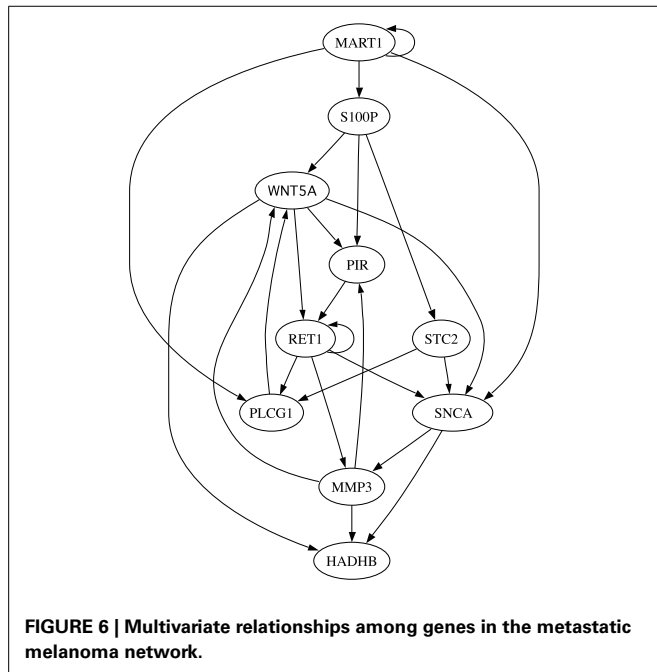 MART1
S100P
WNT5A
PIR
RET1
STC2
PLCG1
SNCA
MMP3
HADHB
FIGURE 6 | Multivariate relationships among genes in the metastatic
melanoma network.